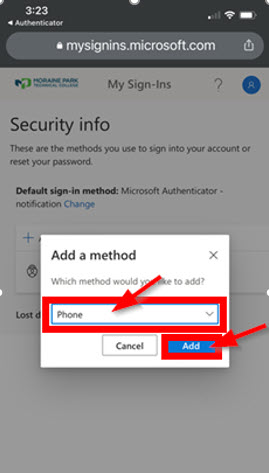 3:23
◀ Authenticator
mysignins.microsoft.com
MORAINE PARK
TECHNICAL COLLEGE
My Sign-Ins
?
Security info
These are the methods you use to sign into your account or
reset your password.
Default sign-in method: Microsoft Authenticator -
notification Change
+ A
Add a method
Which method would you like to add?
Phone
Cancel
Add
Lost d